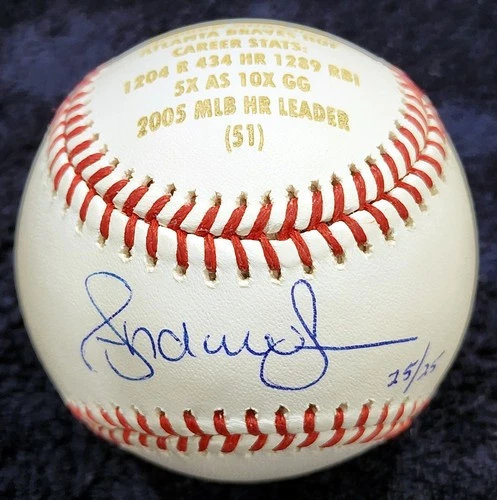 ATLANTA BRAVES HOF
CAREER STATS:
1204 R 434 HR 1289 RBI
5X AS 10X GG
2005 MLB HR LEADER
(51)
25/25